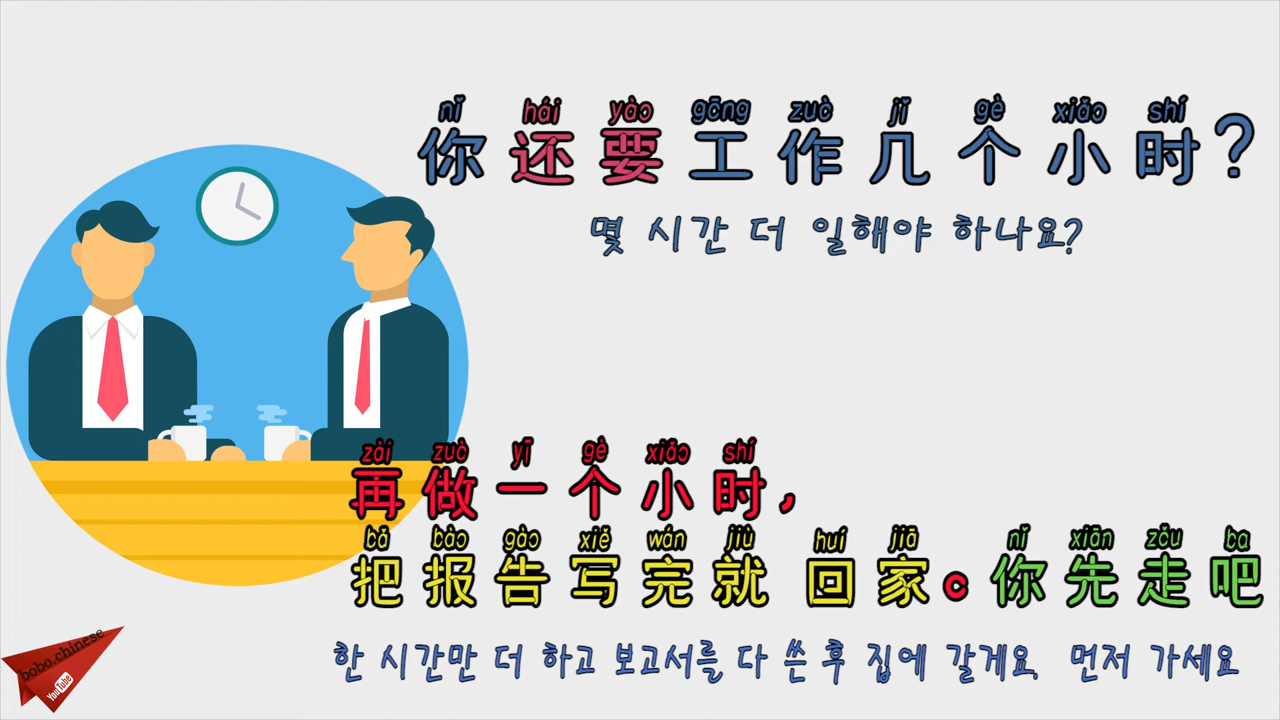 nǐ hái yào gōng zuò jǐ gè xiǎo shí
你还要工作几个小时?
몇 시간 더 일해야 하나요?
zài zuò yī gè xiǎo shí
再做一个小时,
bǎ bào gào xiě wán jiù huí jiā nǐ xiān zǒu ba
把报告写完就 回家。你先走吧
한 시간만 더 하고 보고서를 다 쓴 후 집에 갈게요. 먼저 가세요
bobo.chinese
YouTube